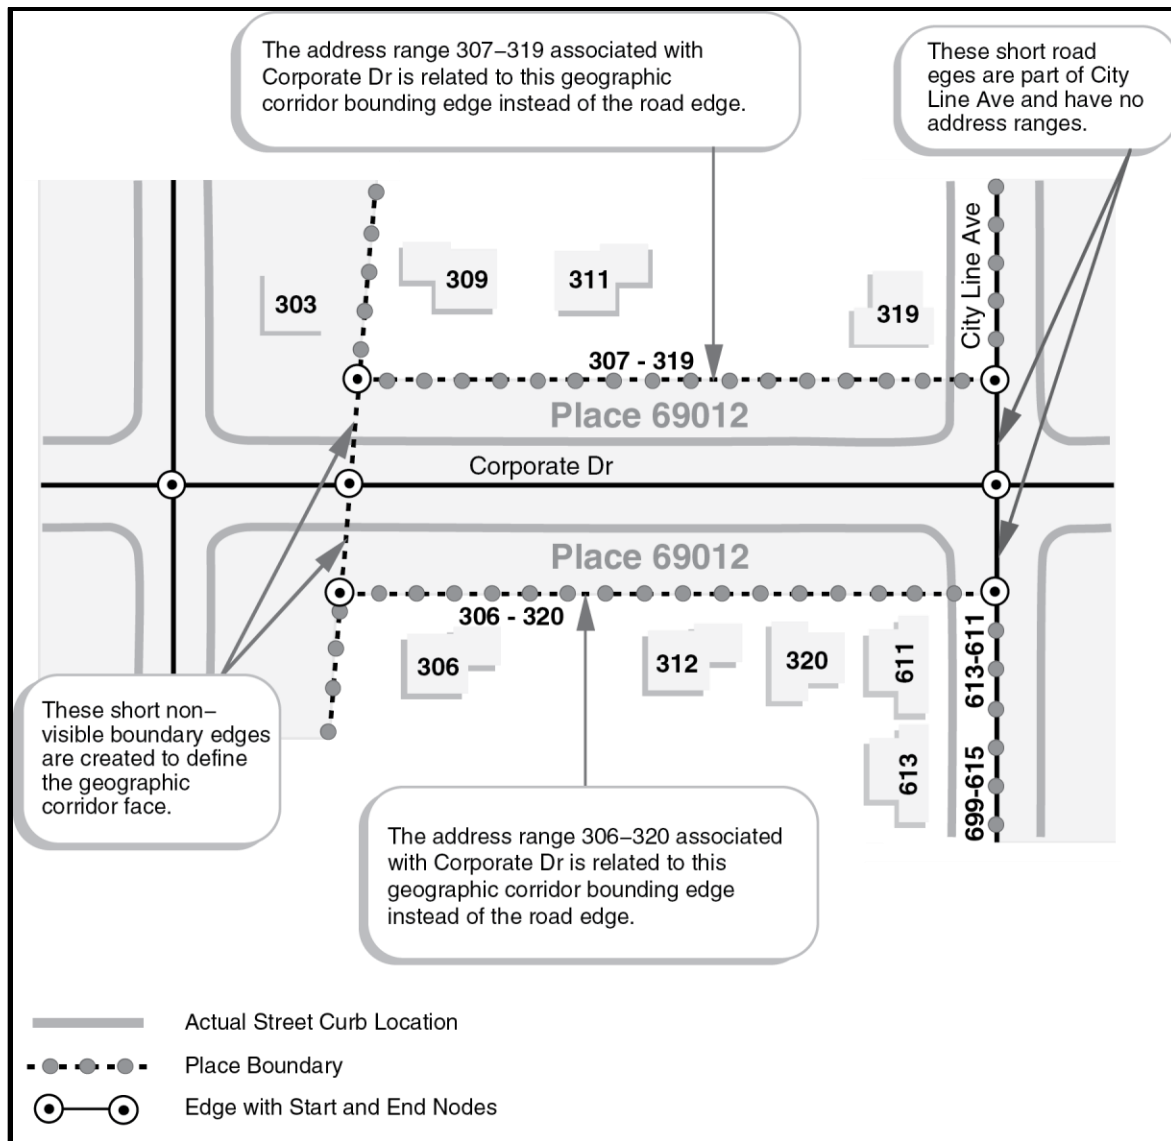 The address range 307–319 associated with
Corporate Dr is related to this geographic
corridor bounding edge instead of the road edge.
These short road
eges are part of City
Line Ave and have no
address ranges.
City Line Ave
303
309
311
319
307 - 319
Place 69012
Corporate Dr
Place 69012
306 - 320
306
312
320
611
613-611
613
699-615
These short non–
visible boundary edges
are created to define
the geographic
corridor face.
The address range 306–320 associated
with Corporate Dr is related to this
geographic corridor bounding edge
instead of the road edge.
Actual Street Curb Location
Place Boundary
Edge with Start and End Nodes